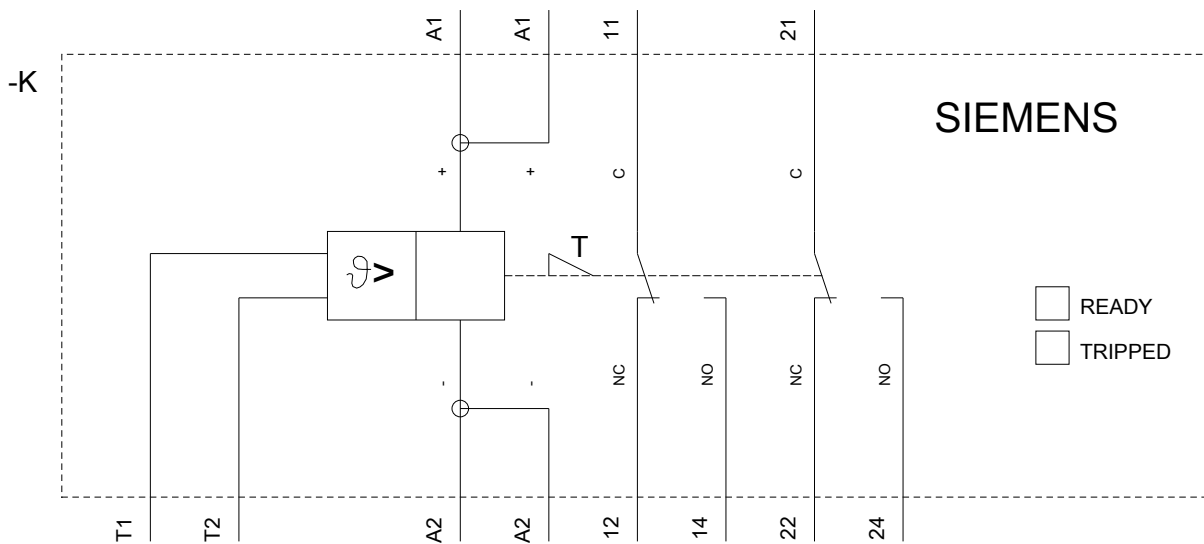 A1
A1
11
21
-K
SIEMENS
+
+
C
C
T
ϑ>
READY
TRIPPED
-
-
NC
NO
NC
NO
T1
T2
A2
A2
12
14
22
24